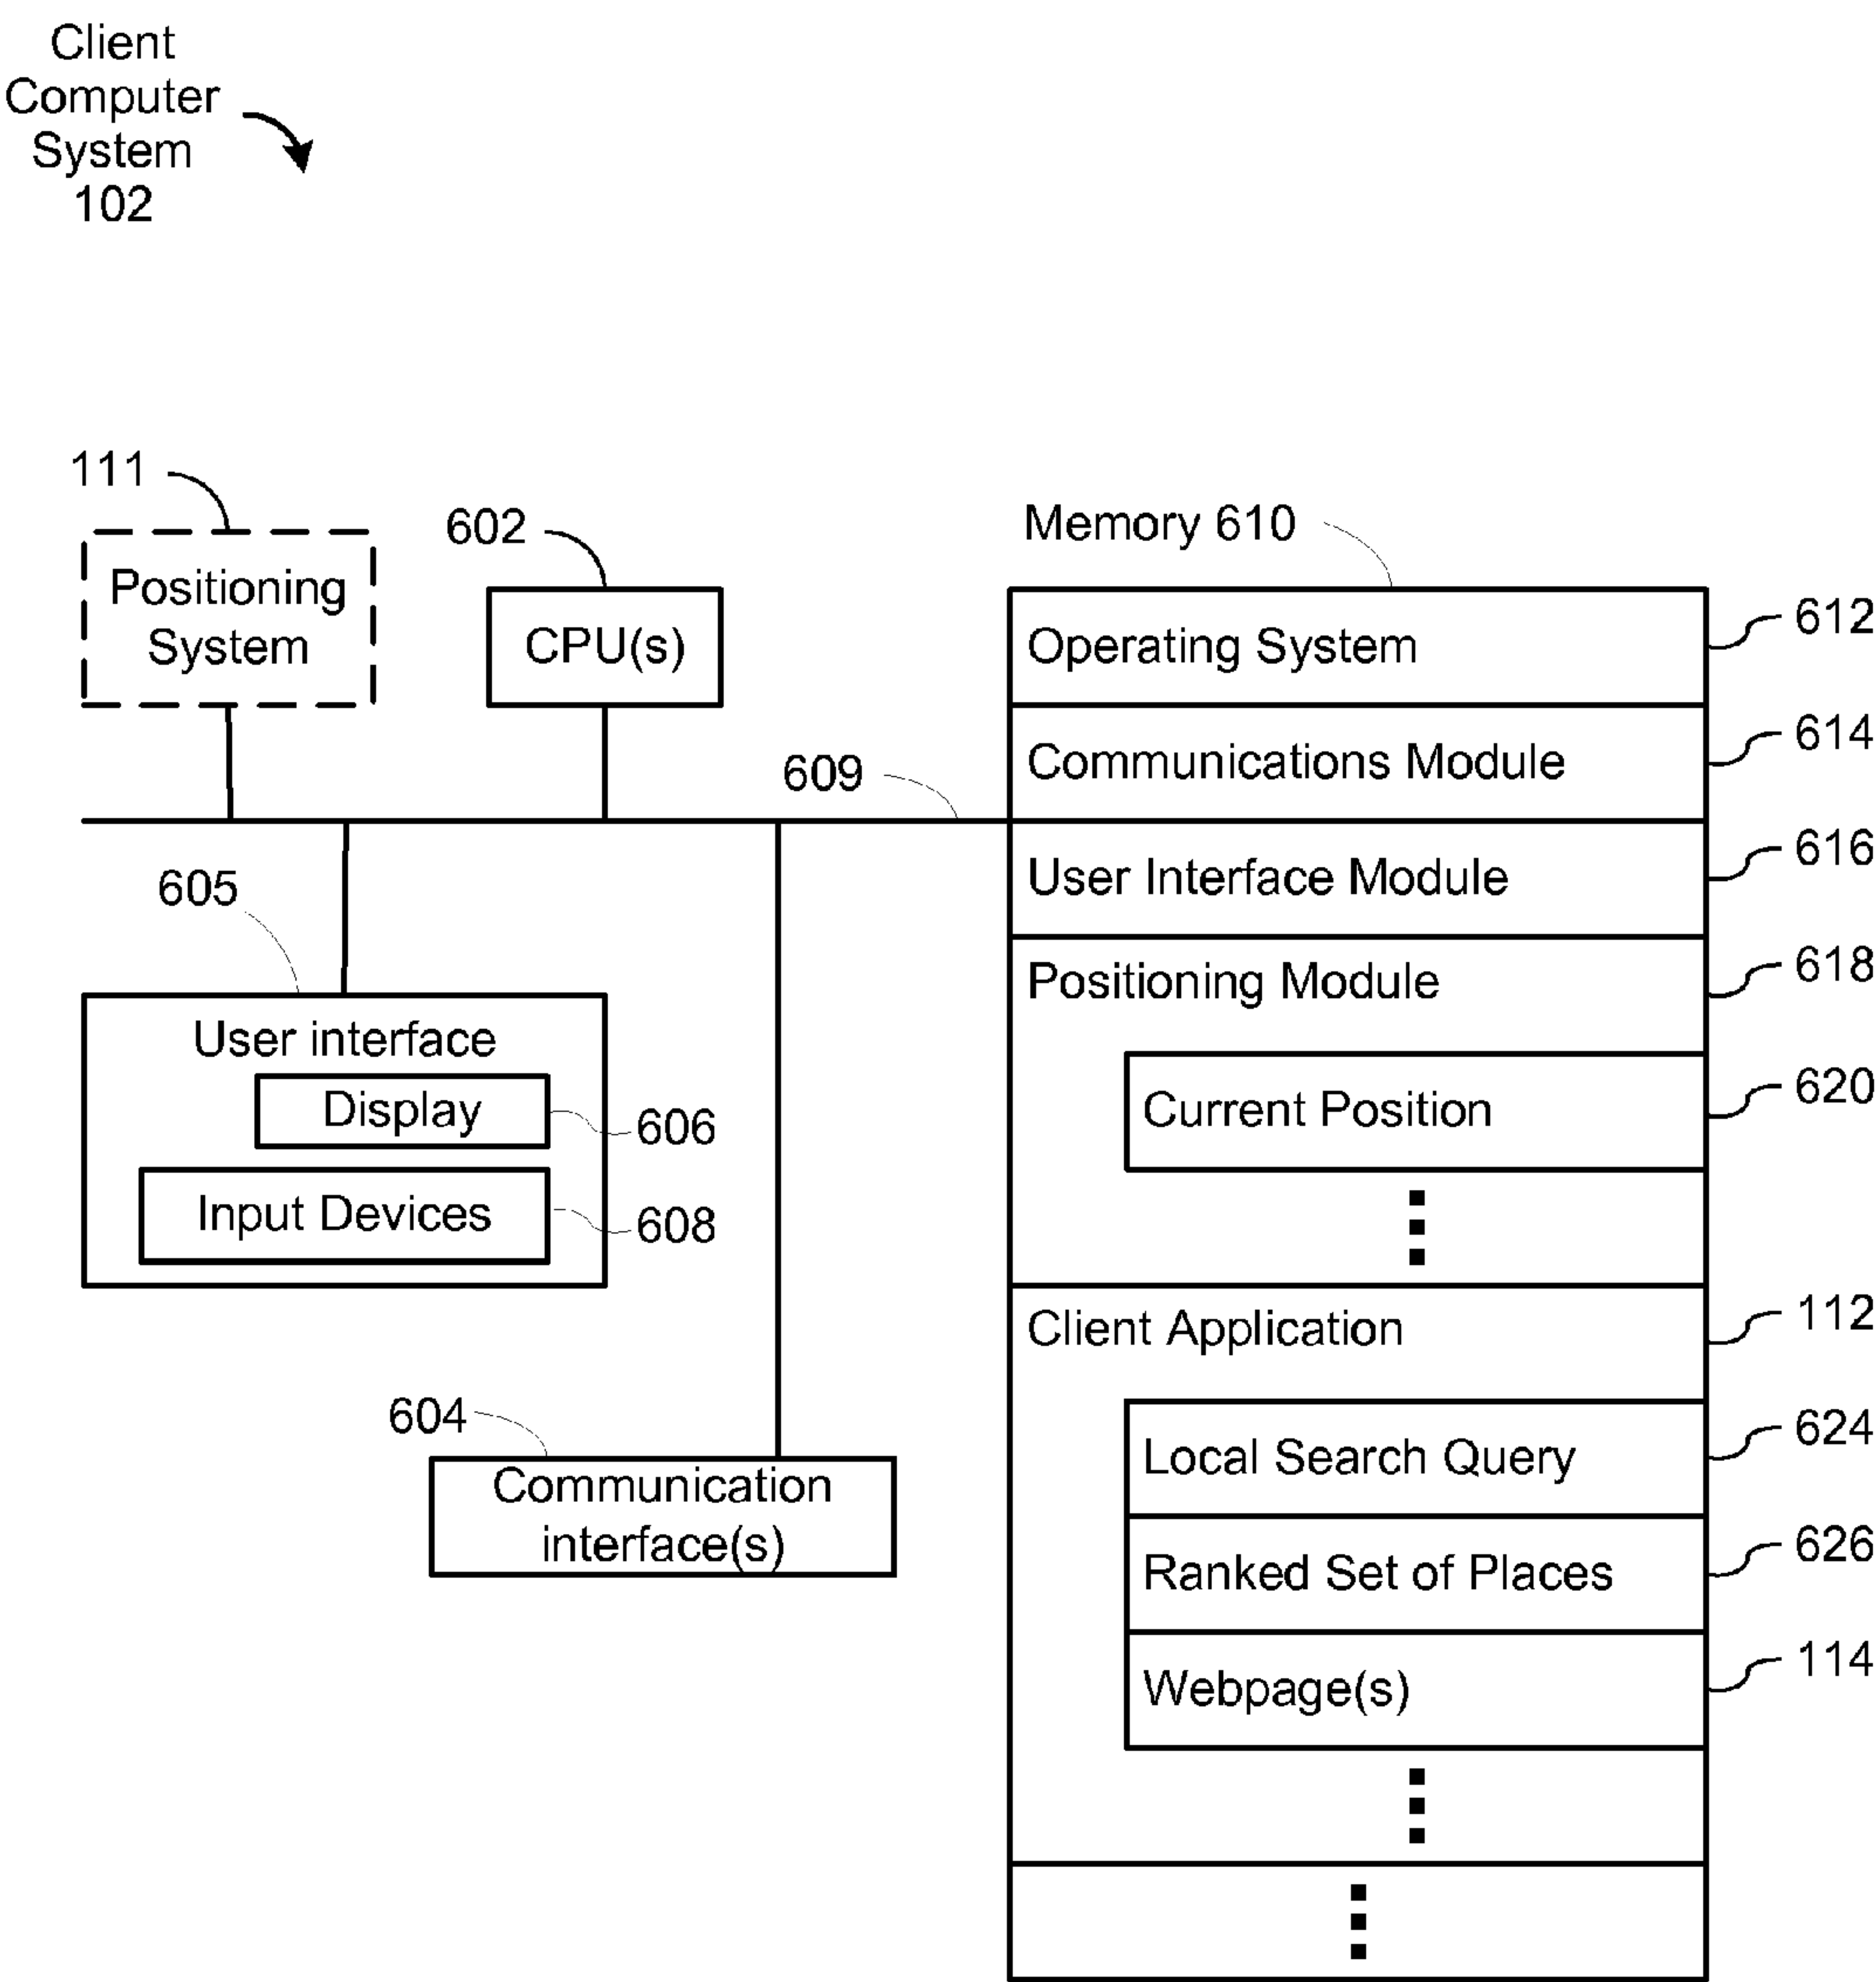 Client
Computer
System
102
111
Positioning
System
602
CPU(s)
609
605
User interface
Display
606
Input Devices
608
604
Communication
interface(s)
Memory 610
Operating System
612
Communications Module
614
User Interface Module
616
Positioning Module
618
Current Position
620
Client Application
112
Local Search Query
624
Ranked Set of Places
626
Webpage(s)
114